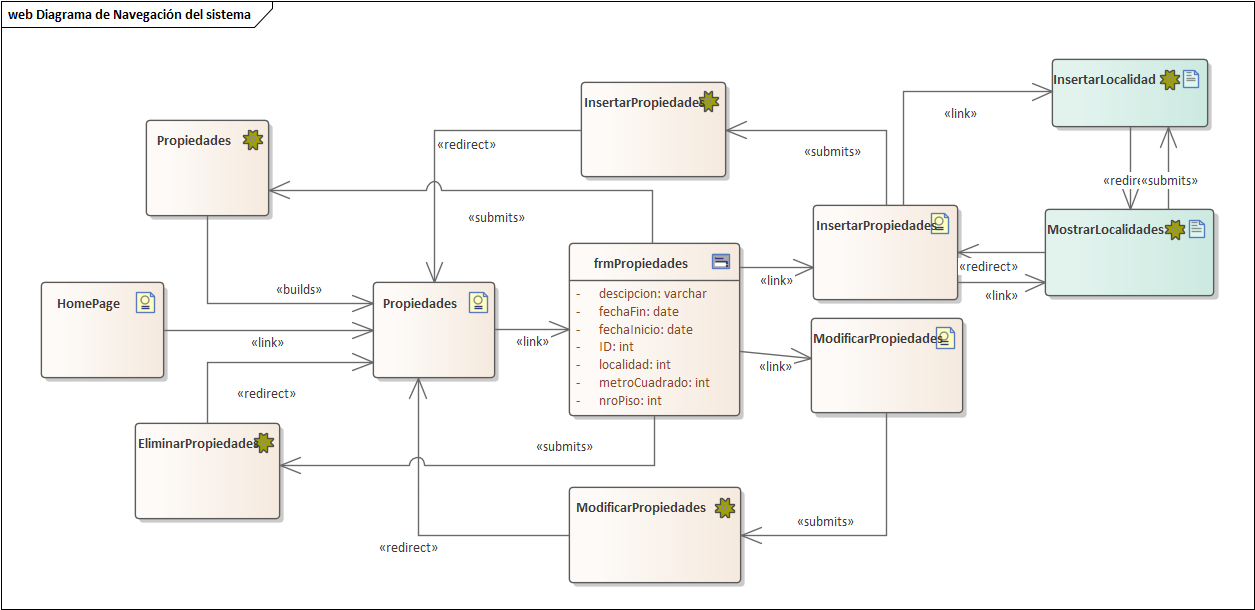 web Diagrama de Navegación del sistema
InsertarLocalidad
InsertarPropiedades
«link»
Propiedades
«redirect»
«submits»
«redire
«submits»
«submits»
InsertarPropiedades
MostrarLocalidades
frmPropiedades
«redirect»
«link»
«link»
«builds»
HomePage
Propiedades
descipcion: varchar
fechaFin: date
fechaInicio: date
ID: int
localidad: int
metroCuadrado: int
nroPiso: int
«link»
«link»
ModificarPropiedades
«link»
«redirect»
EliminarPropiedades
«submits»
ModificarPropiedades
«submits»
«redirect»